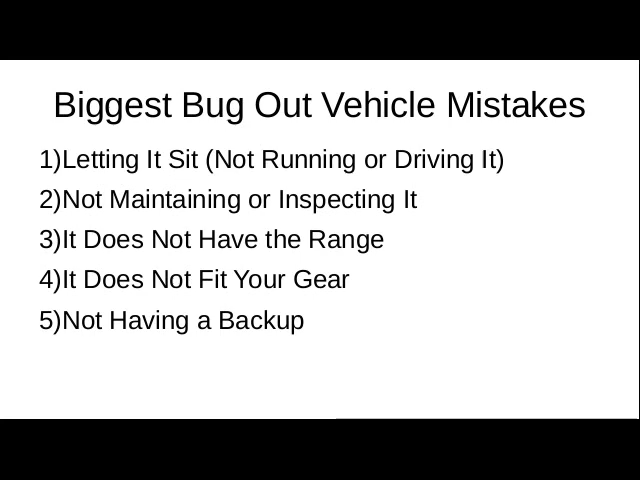 Biggest Bug Out Vehicle Mistakes
1)Letting It Sit (Not Running or Driving It)
2)Not Maintaining or Inspecting It
3)It Does Not Have the Range
4)It Does Not Fit Your Gear
5)Not Having a Backup